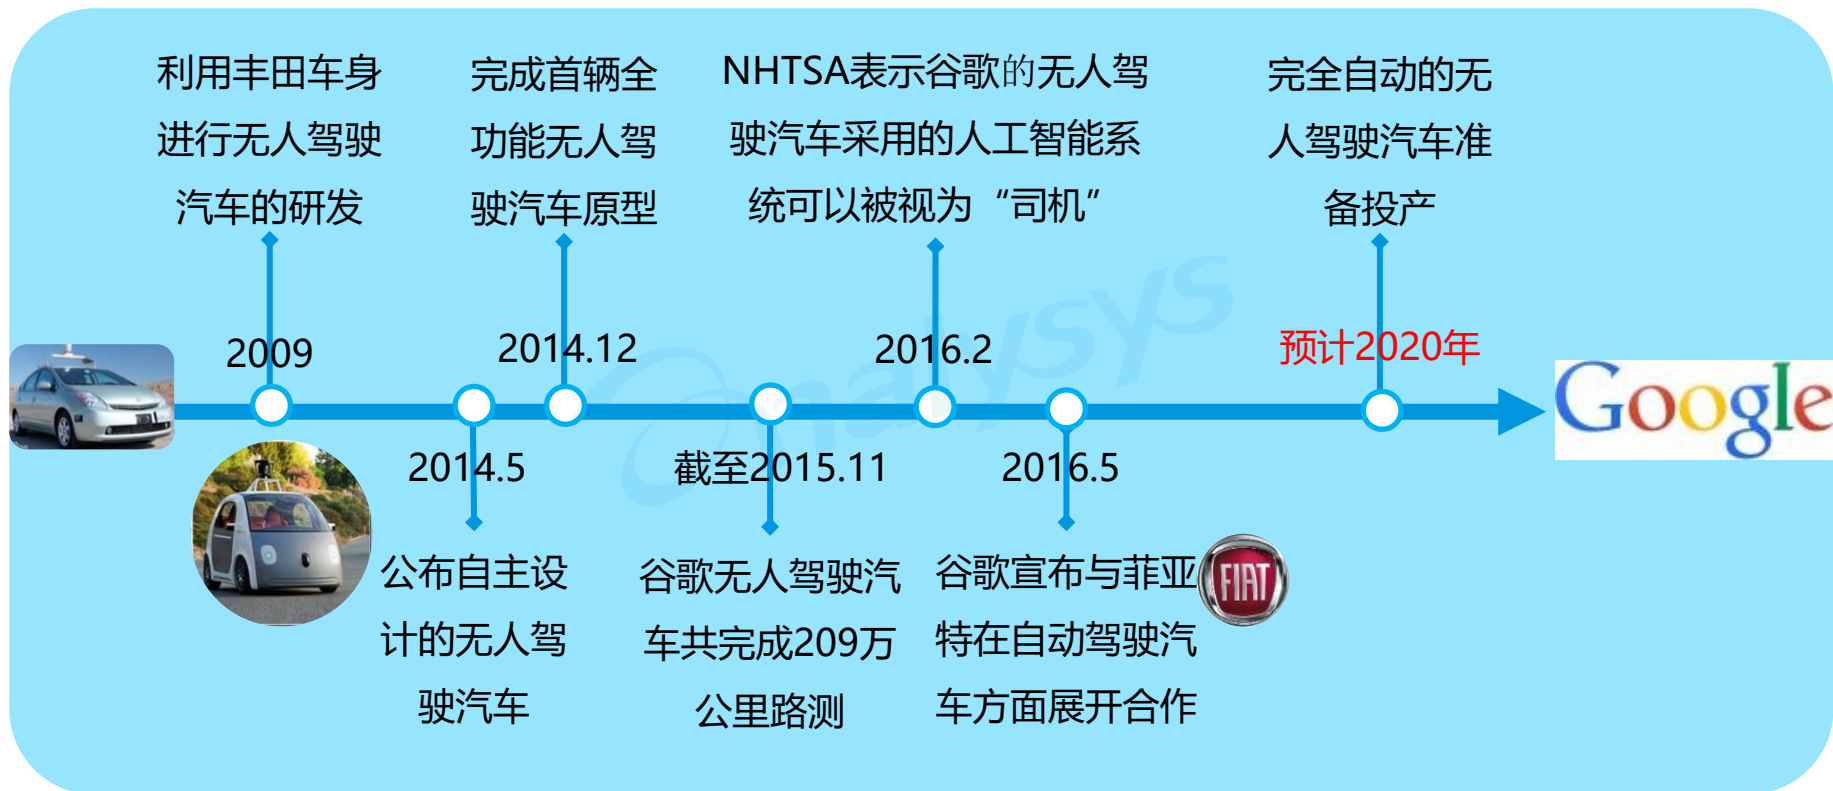 利用丰田车身
进行无人驾驶
汽车的研发
完成首辆全
功能无人驾
驶汽车原型
NHTSA表示谷歌的无人驾
驶汽车采用的人工智能系
统可以被视为“司机”
完全自动的无
人驾驶汽车准
备投产
2009
2014.12
2016.2
预计2020年
Google
analysys
2014.5
截至2015.11
2016.5
公布自主设
计的无人驾
驶汽车
谷歌无人驾驶汽
车共完成209万
公里路测
谷歌宣布与菲亚
特在自动驾驶汽
车方面展开合作
FIAT